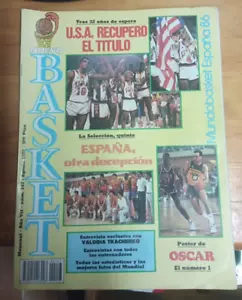 Tras 32 años de espera
U.S.A. RECUPERO
EL TITULO
BASKET
Mundobasket España 86
La Selección, quinta
ESPAÑA,
otra decepción
Entrevista exclusiva con
VALODIA TRACHENKO
Entrevistas con todos
los entrenadores
Todas las estadísticas y las
mejores fotos del Mundial
Poster de
OSCAR
El número 1